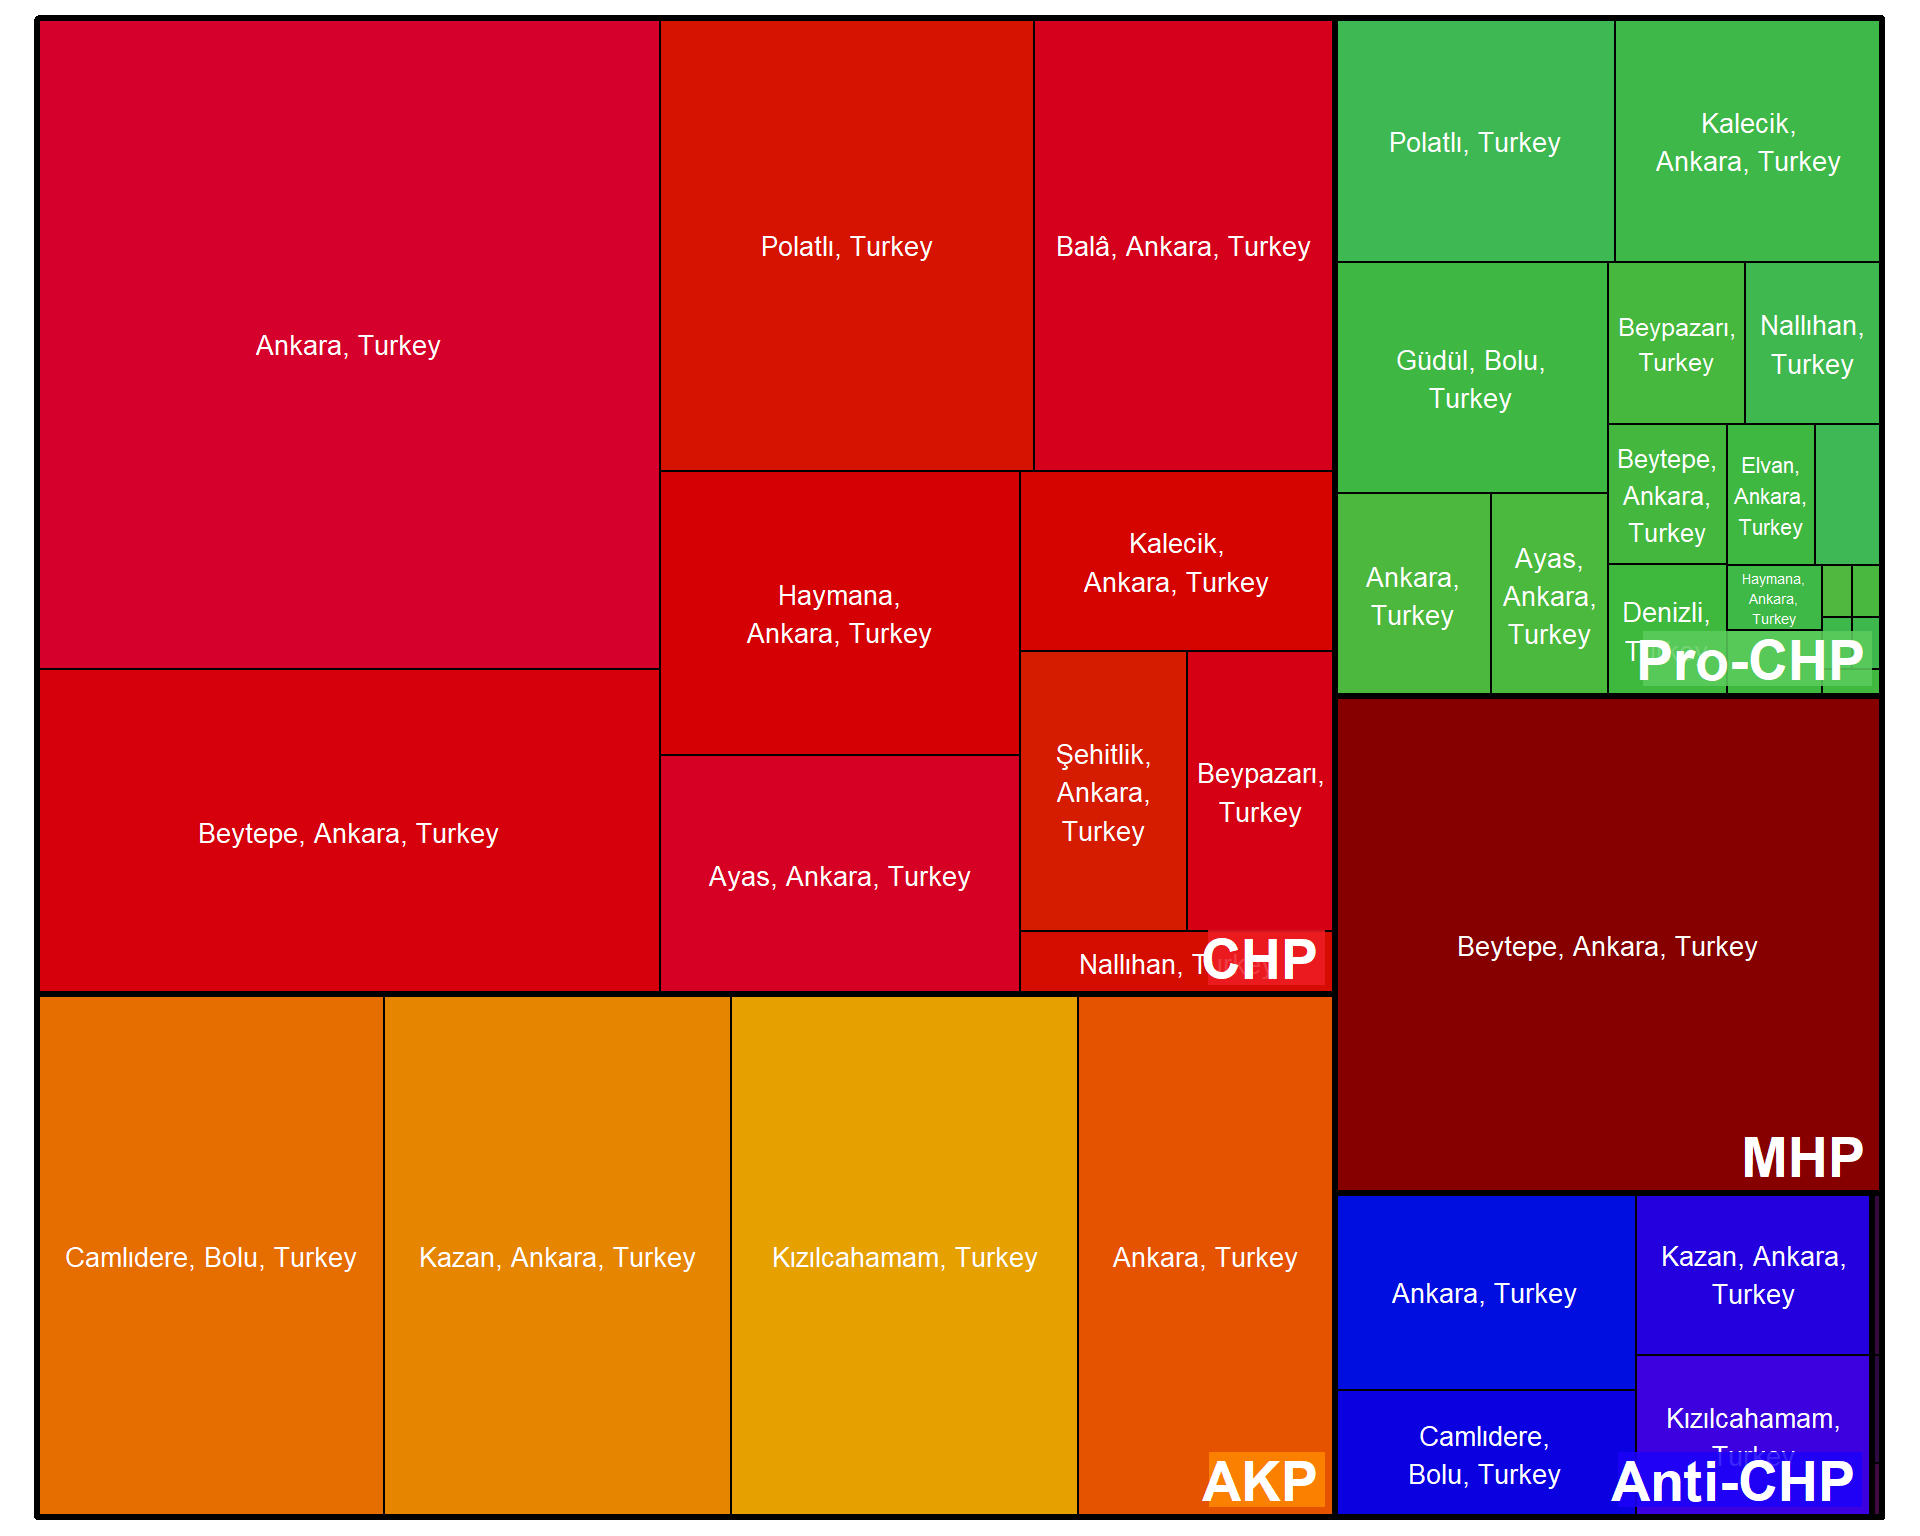 Ankara, Turkey
Beytepe, Ankara, Turkey
Polatlı, Turkey
Balâ, Ankara, Turkey
Haymana,
Ankara, Turkey
Ayas, Ankara, Turkey
Kalecik,
Ankara, Turkey
Şehitlik,
Ankara,
Turkey
Beypazarı,
Turkey
Nallıhan, Turkey
CHP
Camlıdere, Bolu, Turkey
Kazan, Ankara, Turkey
Kızılcahamam, Turkey
Ankara, Turkey
AKP
Polatlı, Turkey
Kalecik,
Ankara, Turkey
Güdül, Bolu,
Turkey
Beypazarı,
Turkey
Nallıhan,
Turkey
Ankara,
Turkey
Ayas,
Ankara,
Turkey
Beytepe,
Ankara,
Turkey
Elvan,
Ankara,
Turkey
Denizli,
Turkey
Haymana,
Ankara,
Turkey
Pro-CHP
Beytepe, Ankara, Turkey
MHP
Ankara, Turkey
Kazan, Ankara,
Turkey
Camlıdere,
Bolu, Turkey
Kızılcahamam,
Turkey
Anti-CHP